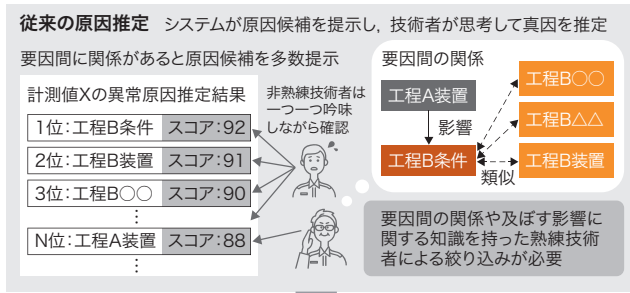 従来の原因推定 システムが原因候補を提示し，技術者が思考して真因を推定
要因間に関係があると原因候補を多数提示
計測値Xの異常原因推定結果
1位：工程B条件 スコア：92
2位：工程B装置 スコア：91
3位：工程B○○ スコア：90
⋮
N位：工程A装置 スコア：88
⋮
非熟練技術者は
一つ一つ吟味
しながら確認
要因間の関係
工程A装置
影響
工程B条件
類似
工程B○○
工程B△△
工程B装置
要因間の関係や及ぼす影響に
関する知識を持った熟練技術
者による絞り込みが必要